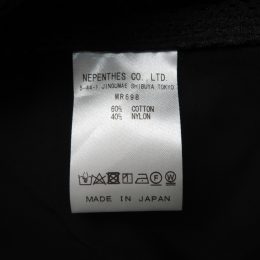 NEPENTHES CO., LTD.
5-44-1 JINGUMAE SHIBUYA TOKYO
MR698
60% COTTON
40% NYLON
MADE IN JAPAN